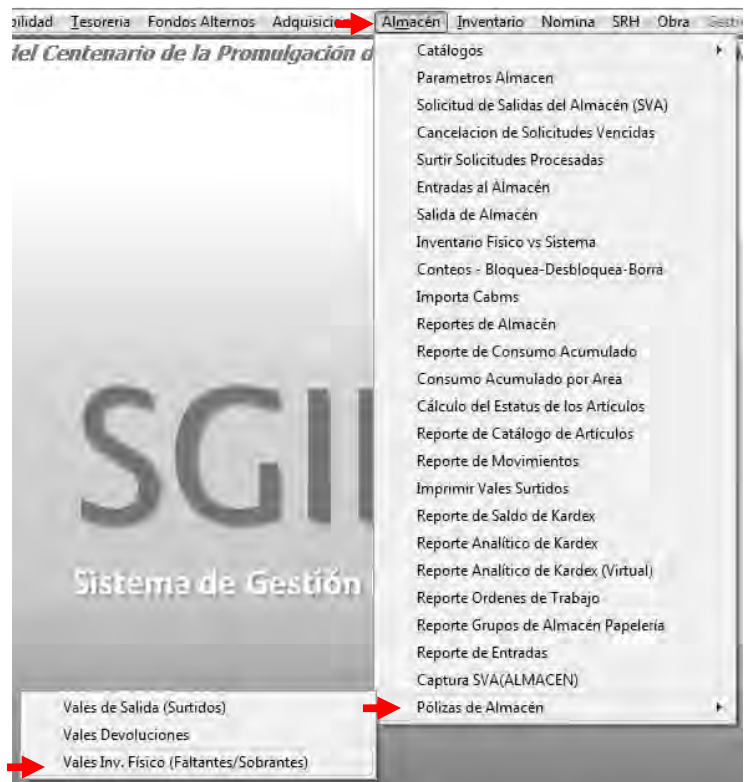 Tesoreria Fondos Alternos Almacén Inventario Nomina SRH Obra
del Centenario de la Promulgación
Catálogos
Parametros Almacen
Solicitud de Salidas del Almacén (SVA)
Cancelacion de Solicitudes Vencidas
Surtir Solicitudes Procesadas
Entradas al Almacén
Salida de Almacén
Inventario Fisico vs Sistema
Conteos - Bloquea-Desbloquea-Borra
Importa Cabms
Reportes de Almacén
Reporte de Consumo Acumulado
Consumo Acumulado por Area
Cálculo del Estatus de los Artículos
Reporte de Catálogo de Artículos
Reporte de Movimientos
Imprimir Vales Surtidos
Reporte de Saldo de Kardex
Reporte Analítico de Kardex
Reporte Analítico de Kardex (Virtual)
Reporte Ordenes de Trabajo
Reporte Grupos de Almacén Papelería
Reporte de Entradas
Captura SVA(ALMACEN)
Pólizas de Almacén
SGI
Sistema de Gestión
Vales de Salida (Surtidos)
Vales Devoluciones
Vales Inv. Físico (Faltantes/Sobrantes)